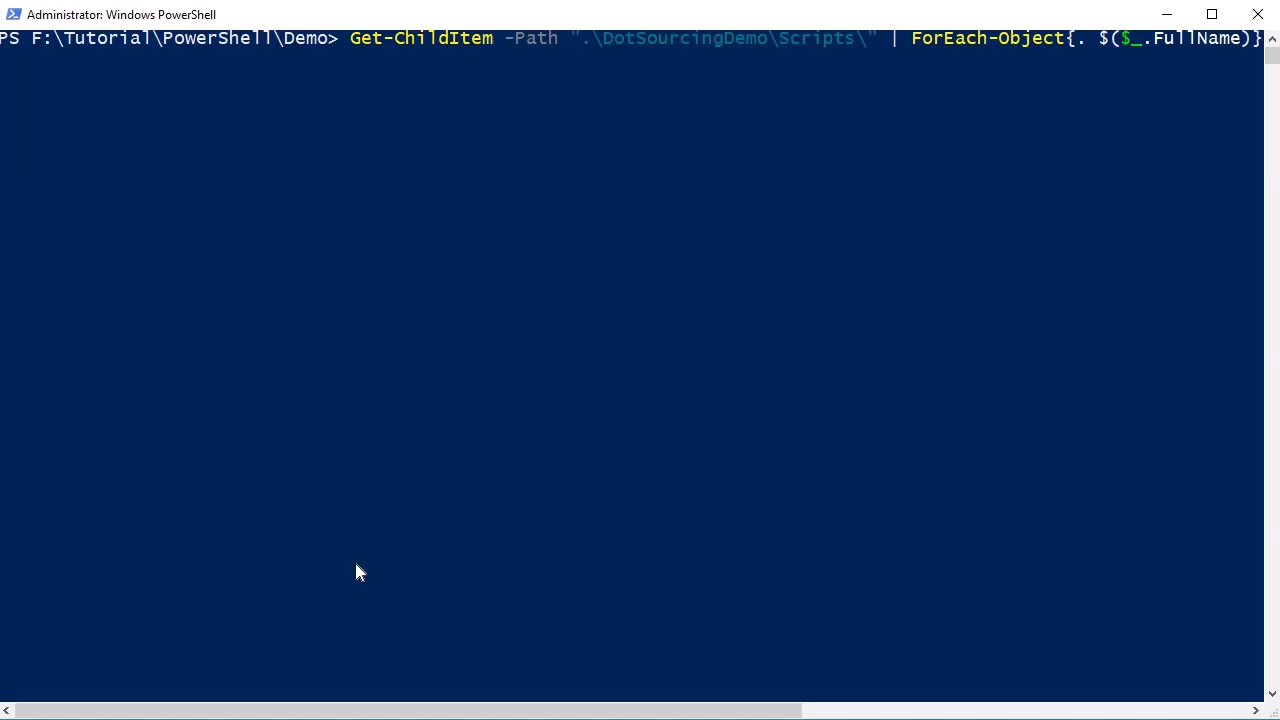 Administrator: Windows PowerShell
PS F:\Tutorial\PowerShell\Demo> Get-ChildItem -Path ".\DotSourcingDemo\Scripts\" | ForEach-Object{. $($_.FullName)}